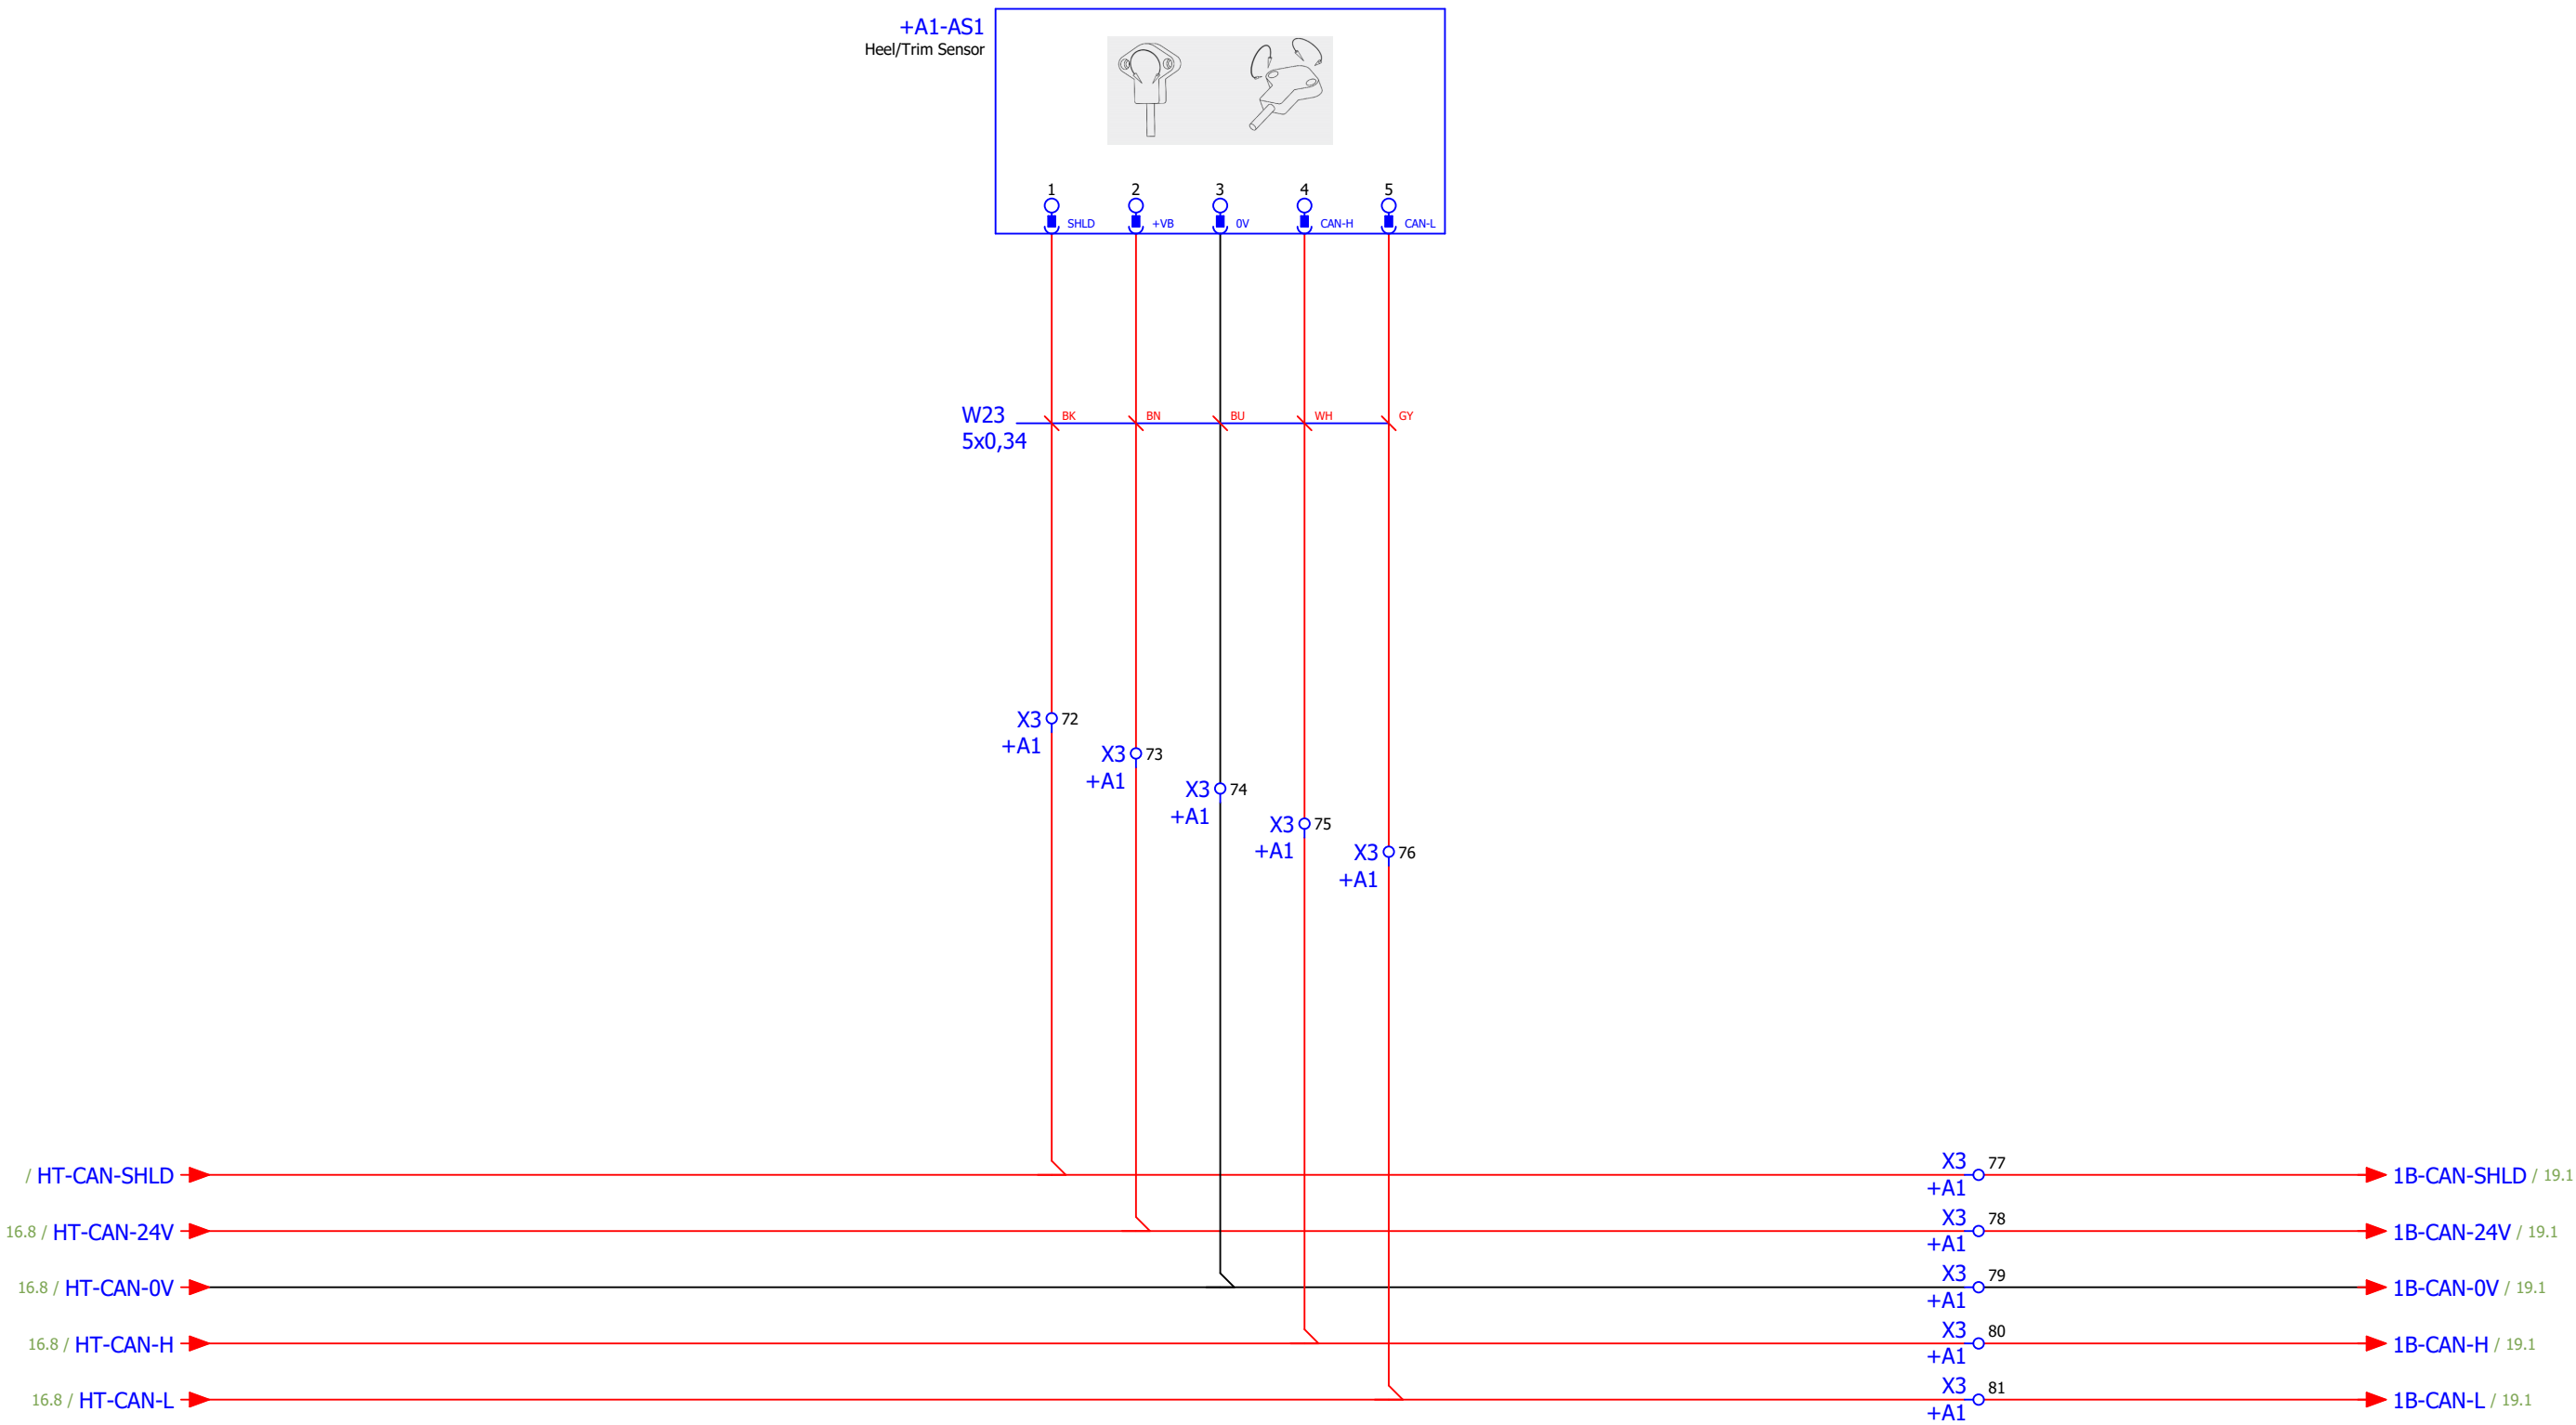 +A1-AS1
Heel/Trim Sensor
1 2 3 4 5
SHLD +VB 0V CAN-H CAN-L
W23 BK BN BU WH GY
5x0,34
X3 72
+A1
X3 73
+A1
X3 74
+A1
X3 75
+A1
X3 76
+A1
/ HT-CAN-SHLD X3 77 1B-CAN-SHLD / 19.1
+A1
16.8 / HT-CAN-24V X3 78 1B-CAN-24V / 19.1
+A1
16.8 / HT-CAN-0V X3 79 1B-CAN-0V / 19.1
+A1
16.8 / HT-CAN-H X3 80 1B-CAN-H / 19.1
+A1
16.8 / HT-CAN-L X3 81 1B-CAN-L / 19.1
+A1